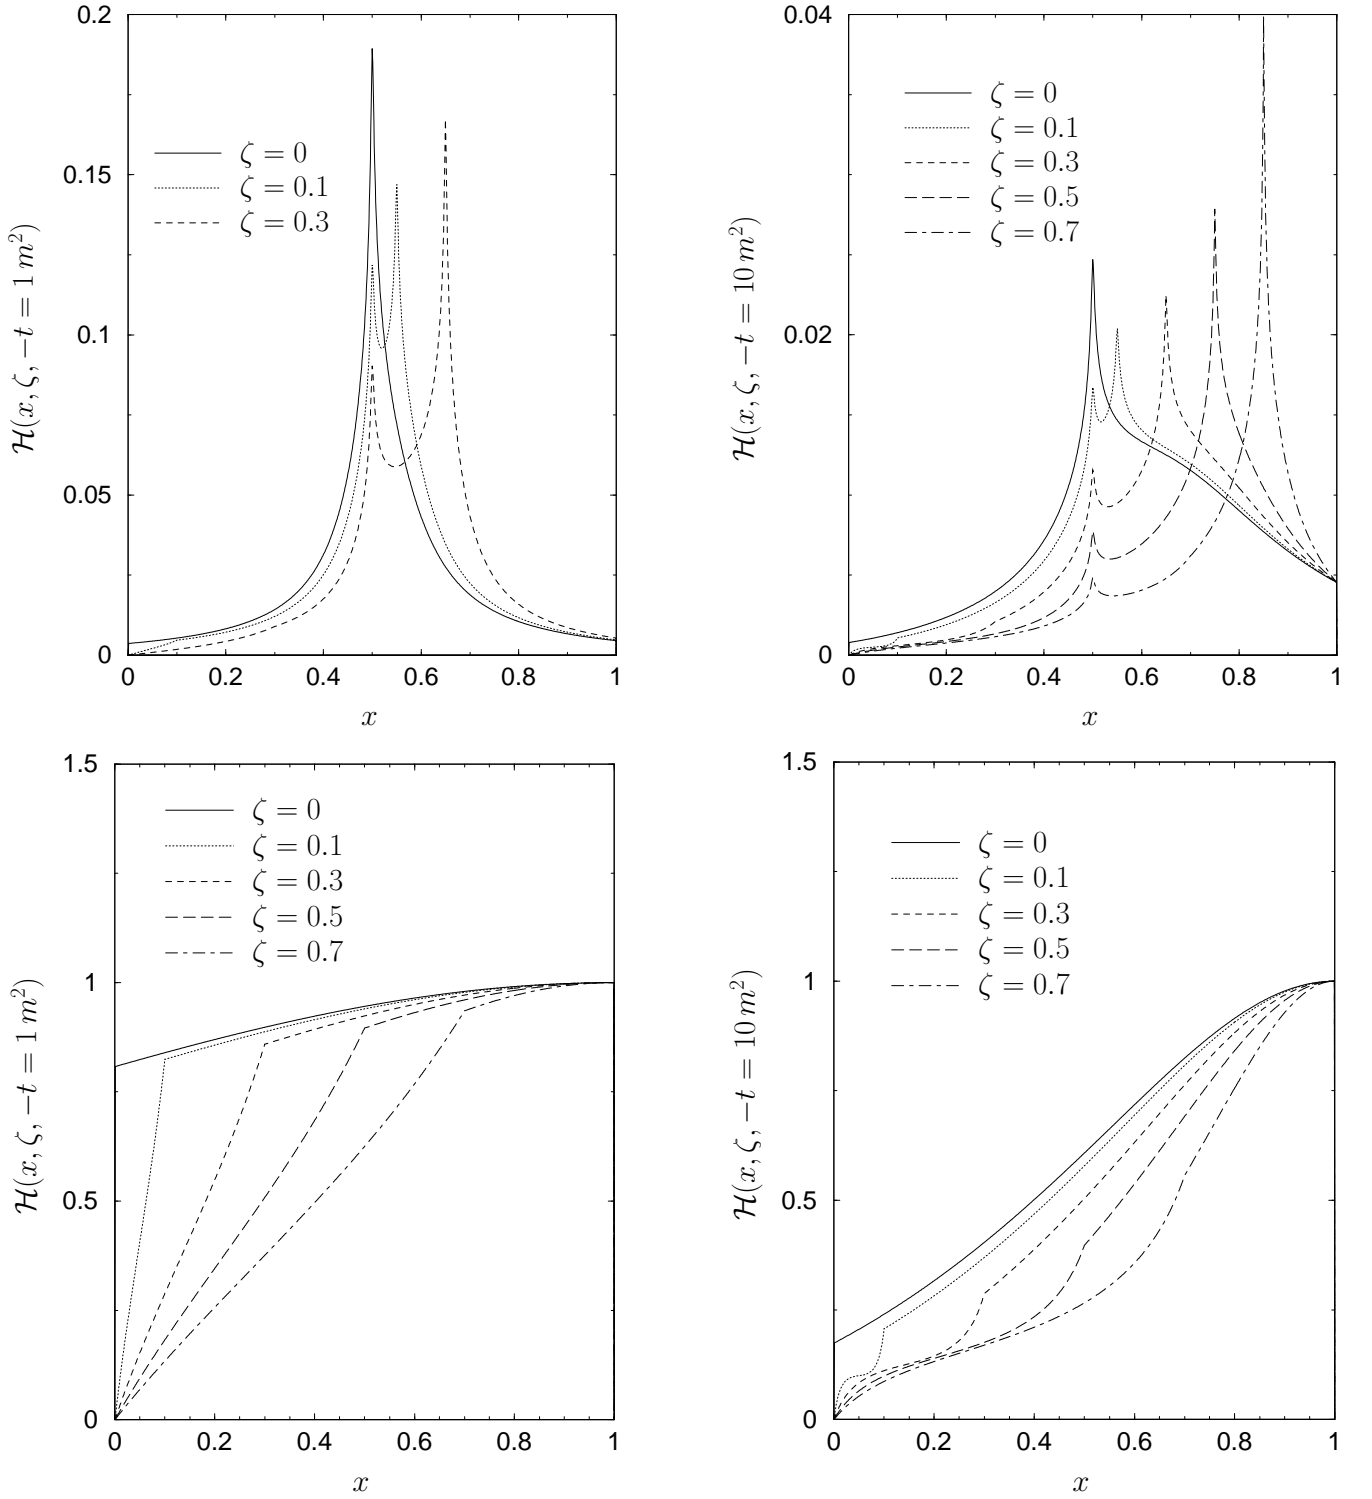 0.2
0.15
0.1
0.05
0
ζ = 0
ζ = 0.1
ζ = 0.3
H(x, ζ, −t = 1 m²)
0 0.2 0.4 0.6 0.8 1
x
0.04
0.02
0
ζ = 0
ζ = 0.1
ζ = 0.3
ζ = 0.5
ζ = 0.7
H(x, ζ, −t = 10 m²)
0 0.2 0.4 0.6 0.8 1
x
1.5
1
0.5
0
ζ = 0
ζ = 0.1
ζ = 0.3
ζ = 0.5
ζ = 0.7
H(x, ζ, −t = 1 m²)
0 0.2 0.4 0.6 0.8 1
x
1.5
1
0.5
0
ζ = 0
ζ = 0.1
ζ = 0.3
ζ = 0.5
ζ = 0.7
H(x, ζ, −t = 10 m²)
0 0.2 0.4 0.6 0.8 1
x